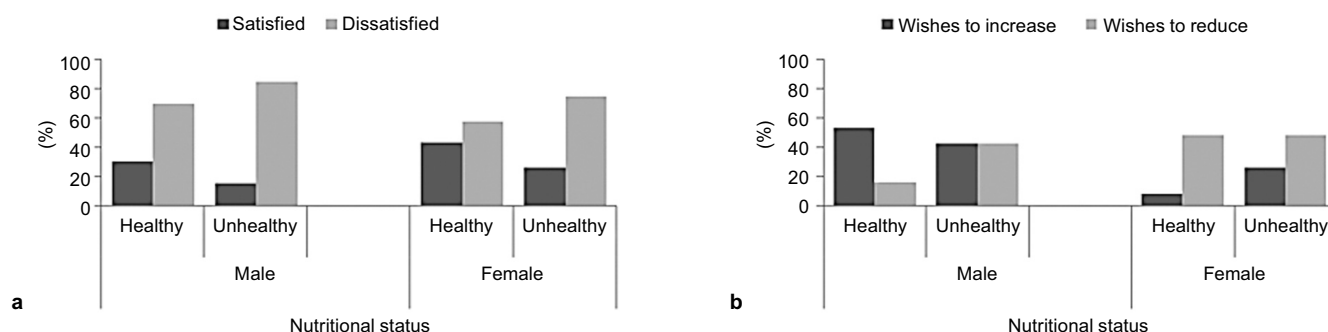 Satisfied Dissatisfied
100
80
60
40
20
0
(%)
Healthy Unhealthy Healthy Unhealthy
Male Female
Nutritional status
a
Wishes to increase Wishes to reduce
100
80
60
40
20
0
(%)
Healthy Unhealthy Healthy Unhealthy
Male Female
Nutritional status
b